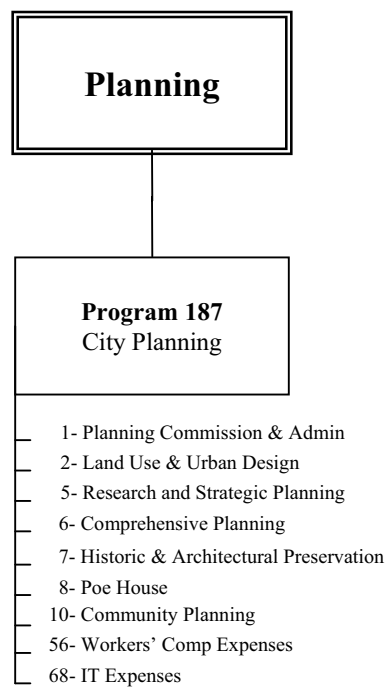 Planning
Program 187
City Planning
1- Planning Commission & Admin
2- Land Use & Urban Design
5- Research and Strategic Planning
6- Comprehensive Planning
7- Historic & Architectural Preservation
8- Poe House
10- Community Planning
56- Workers’ Comp Expenses
68- IT Expenses